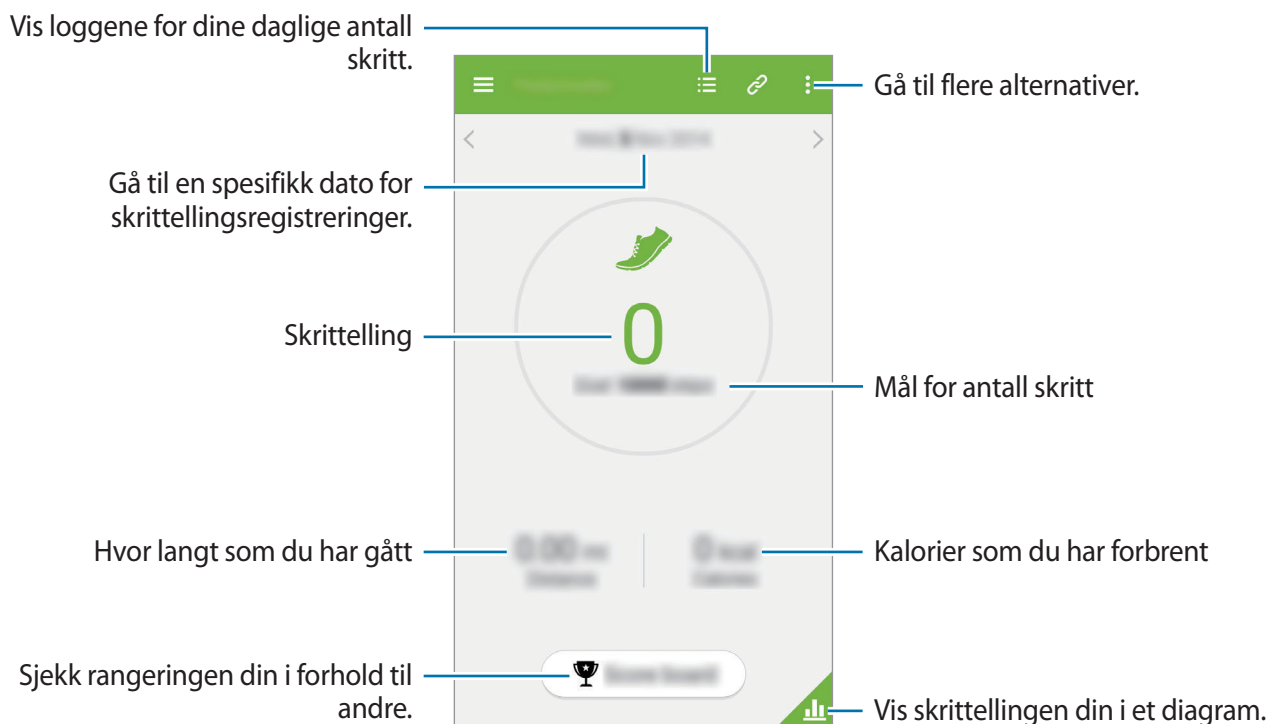 Vis loggene for dine daglige antall
skritt.
Gå til flere alternativer.
Gå til en spesifikk dato for
skrittellingsregistreringer.
Skrittelling
0
Mål for antall skritt
Hvor langt som du har gått
Kalorier som du har forbrent
Sjekk rangeringen din i forhold til
andre.
Vis skrittellingen din i et diagram.